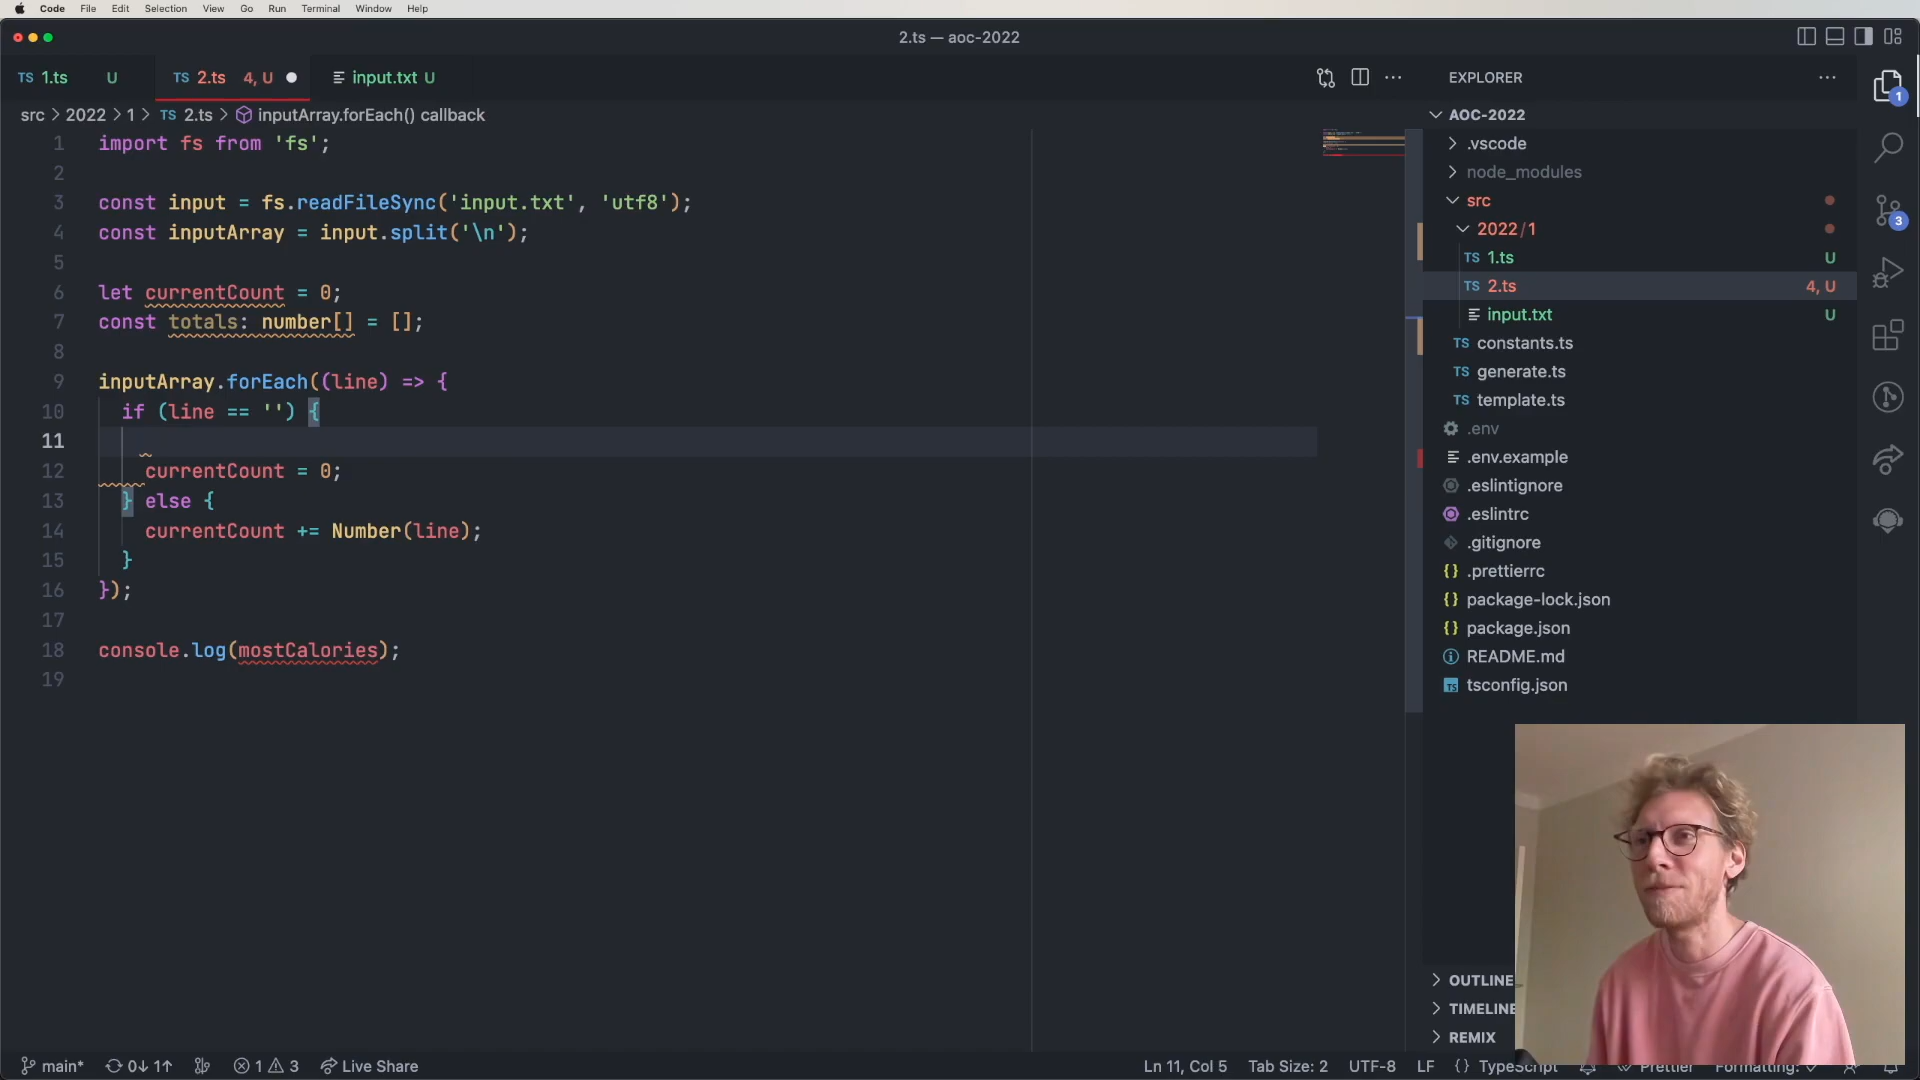 Code File Edit Selection View Go Run Terminal Window Help
2.ts — aoc-2022
TS 1.ts U TS 2.ts 4, U input.txt U
EXPLORER
src > 2022 > 1 > TS 2.ts > inputArray.forEach() callback
1 import fs from 'fs';
2
3 const input = fs.readFileSync('input.txt', 'utf8');
4 const inputArray = input.split('\n');
5
6 let currentCount = 0;
7 const totals: number[] = [];
8
9 inputArray.forEach((line) => {
10 if (line == '') {
11
12 currentCount = 0;
13 } else {
14 currentCount += Number(line);
15 }
16 });
17
18 console.log(mostCalories);
19
AOC-2022
.vscode
node_modules
src
2022/1
TS 1.ts U
TS 2.ts 4, U
input.txt U
TS constants.ts
TS generate.ts
TS template.ts
.env
.env.example
.eslintignore
.eslintrc
.gitignore
{} .prettierrc
{} package-lock.json
{} package.json
README.md
TS tsconfig.json
OUTLINE
TIMELINE
REMIX
1
3
main* 0↓ 1↑ 1 3 Live Share
Ln 11, Col 5 Tab Size: 2 UTF-8 LF {} TypeScript Prettier Formatting: ✓